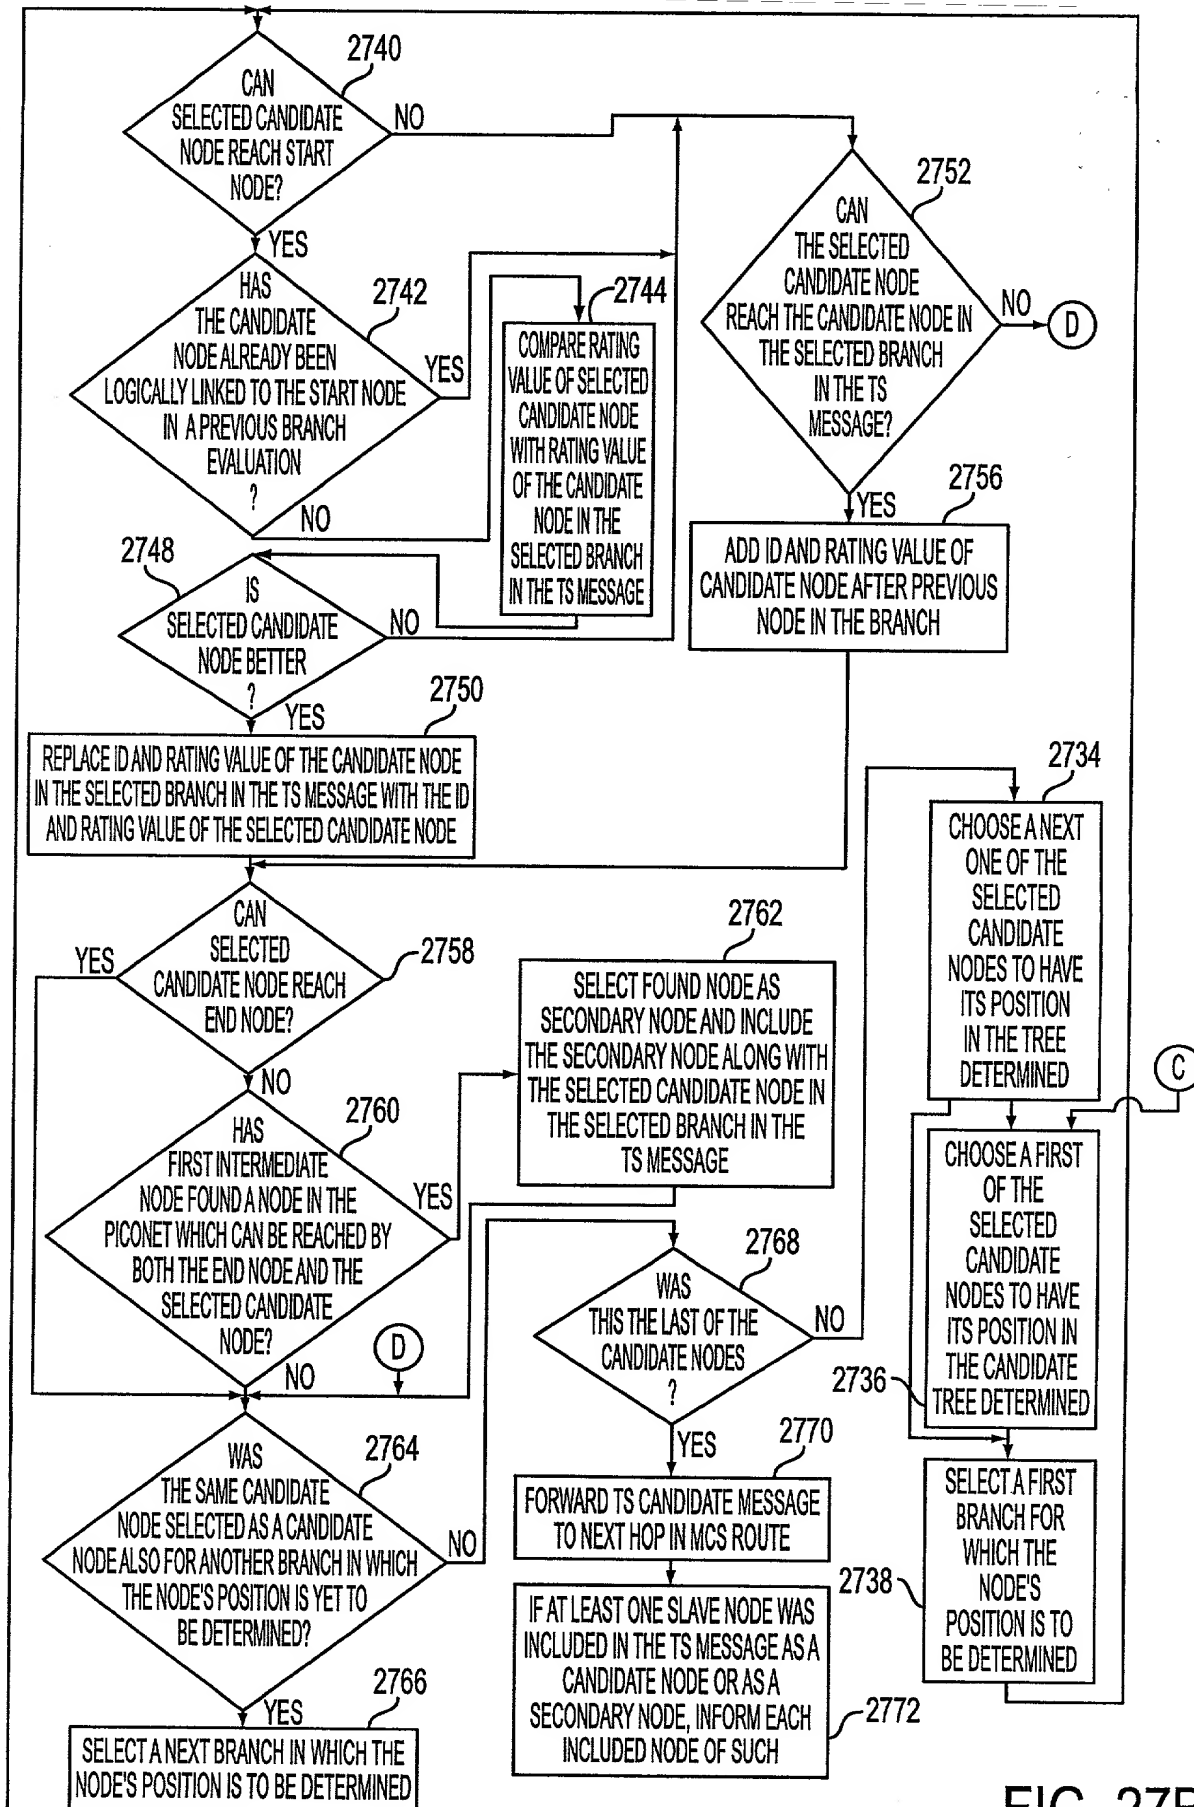 2740
CAN
SELECTED CANDIDATE
NODE REACH START
NODE?
NO
YES
2742
HAS
THE CANDIDATE
NODE ALREADY BEEN
LOGICALLY LINKED TO THE START NODE
IN A PREVIOUS BRANCH
EVALUATION
?
YES
NO
2744
COMPARE RATING
VALUE OF SELECTED
CANDIDATE NODE
WITH RATING VALUE
OF THE CANDIDATE
NODE IN THE
SELECTED BRANCH
IN THE TS MESSAGE
2752
CAN
THE SELECTED
CANDIDATE NODE
REACH THE CANDIDATE NODE IN
THE SELECTED BRANCH
IN THE TS
MESSAGE?
NO
D
YES
2756
ADD ID AND RATING VALUE OF
CANDIDATE NODE AFTER PREVIOUS
NODE IN THE BRANCH
2748
IS
SELECTED CANDIDATE
NODE BETTER
?
NO
YES
2750
REPLACE ID AND RATING VALUE OF THE CANDIDATE NODE
IN THE SELECTED BRANCH IN THE TS MESSAGE WITH THE ID
AND RATING VALUE OF THE SELECTED CANDIDATE NODE
2758
CAN
SELECTED
CANDIDATE NODE REACH
END NODE?
YES
NO
2760
HAS
FIRST INTERMEDIATE
NODE FOUND A NODE IN THE
PICONET WHICH CAN BE REACHED BY
BOTH THE END NODE AND THE
SELECTED CANDIDATE
NODE?
YES
NO
2762
SELECT FOUND NODE AS
SECONDARY NODE AND INCLUDE
THE SECONDARY NODE ALONG WITH
THE SELECTED CANDIDATE NODE IN
THE SELECTED BRANCH IN THE
TS MESSAGE
D
2764
WAS
THE SAME CANDIDATE
NODE SELECTED AS A CANDIDATE
NODE ALSO FOR ANOTHER BRANCH IN WHICH
THE NODE'S POSITION IS YET TO
BE DETERMINED?
NO
YES
2766
SELECT A NEXT BRANCH IN WHICH THE
NODE'S POSITION IS TO BE DETERMINED
2768
WAS
THIS THE LAST OF THE
CANDIDATE NODES
?
NO
YES
2770
FORWARD TS CANDIDATE MESSAGE
TO NEXT HOP IN MCS ROUTE
IF AT LEAST ONE SLAVE NODE WAS
INCLUDED IN THE TS MESSAGE AS A
CANDIDATE NODE OR AS A
SECONDARY NODE, INFORM EACH
INCLUDED NODE OF SUCH
2772
2734
CHOOSE A NEXT
ONE OF THE
SELECTED
CANDIDATE
NODES TO HAVE
ITS POSITION
IN THE TREE
DETERMINED
C
CHOOSE A FIRST
OF THE
SELECTED
CANDIDATE
NODES TO HAVE
ITS POSITION IN
THE CANDIDATE
TREE DETERMINED
2736
SELECT A FIRST
BRANCH FOR
WHICH THE
NODE'S
POSITION IS TO
BE DETERMINED
2738
FIG. 27B